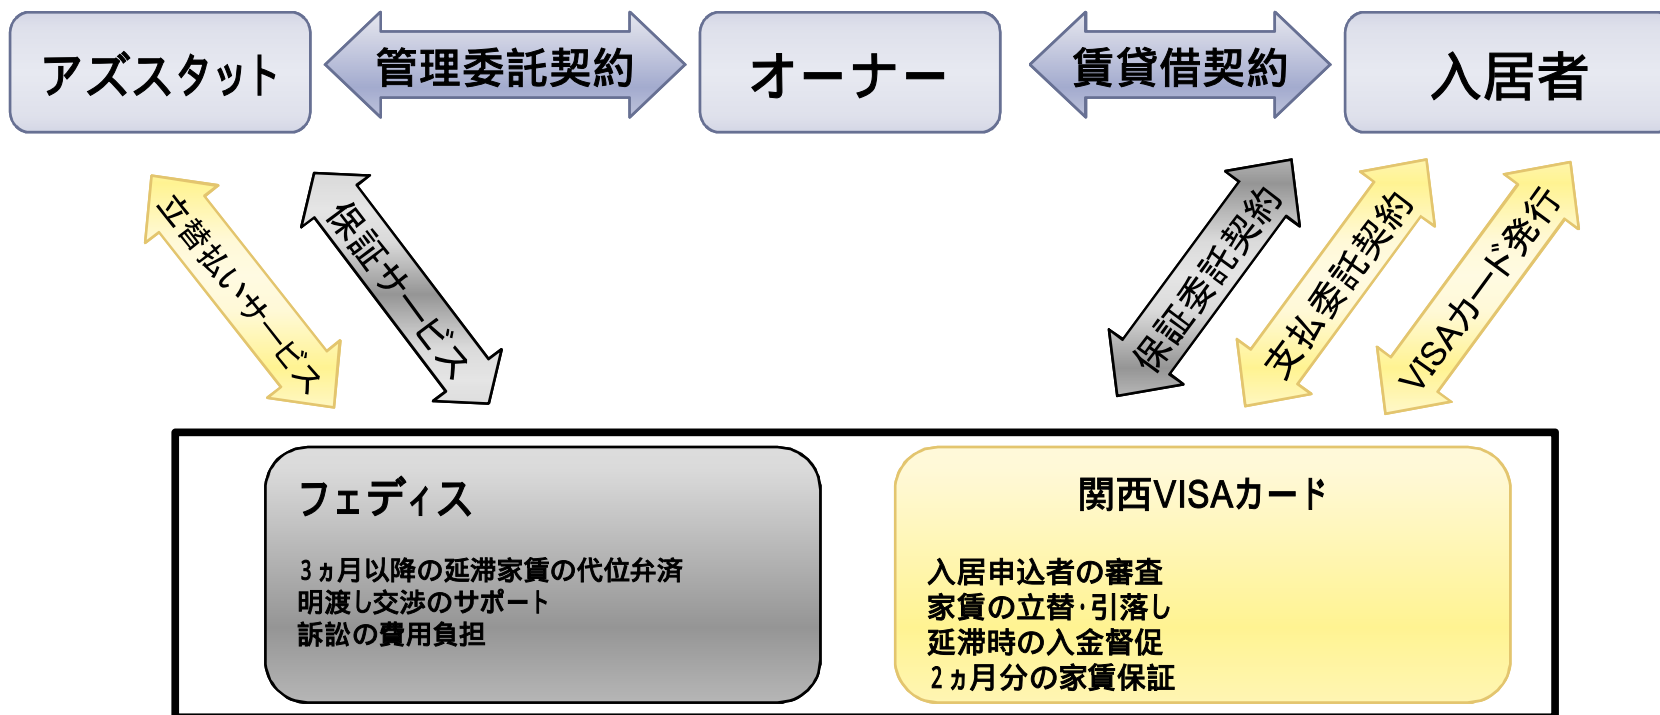 アズスタット
管理委託契約
オーナー
賃貸借契約
入居者
立替払いサービス
保証サービス
保証委託契約
支払委託契約
VISAカード発行
フェディス
3ヵ月以降の延滞家賃の代位弁済
明渡し交渉のサポート
訴訟の費用負担
関西VISAカード
入居申込者の審査
家賃の立替・引落し
延滞時の入金督促
2ヵ月分の家賃保証